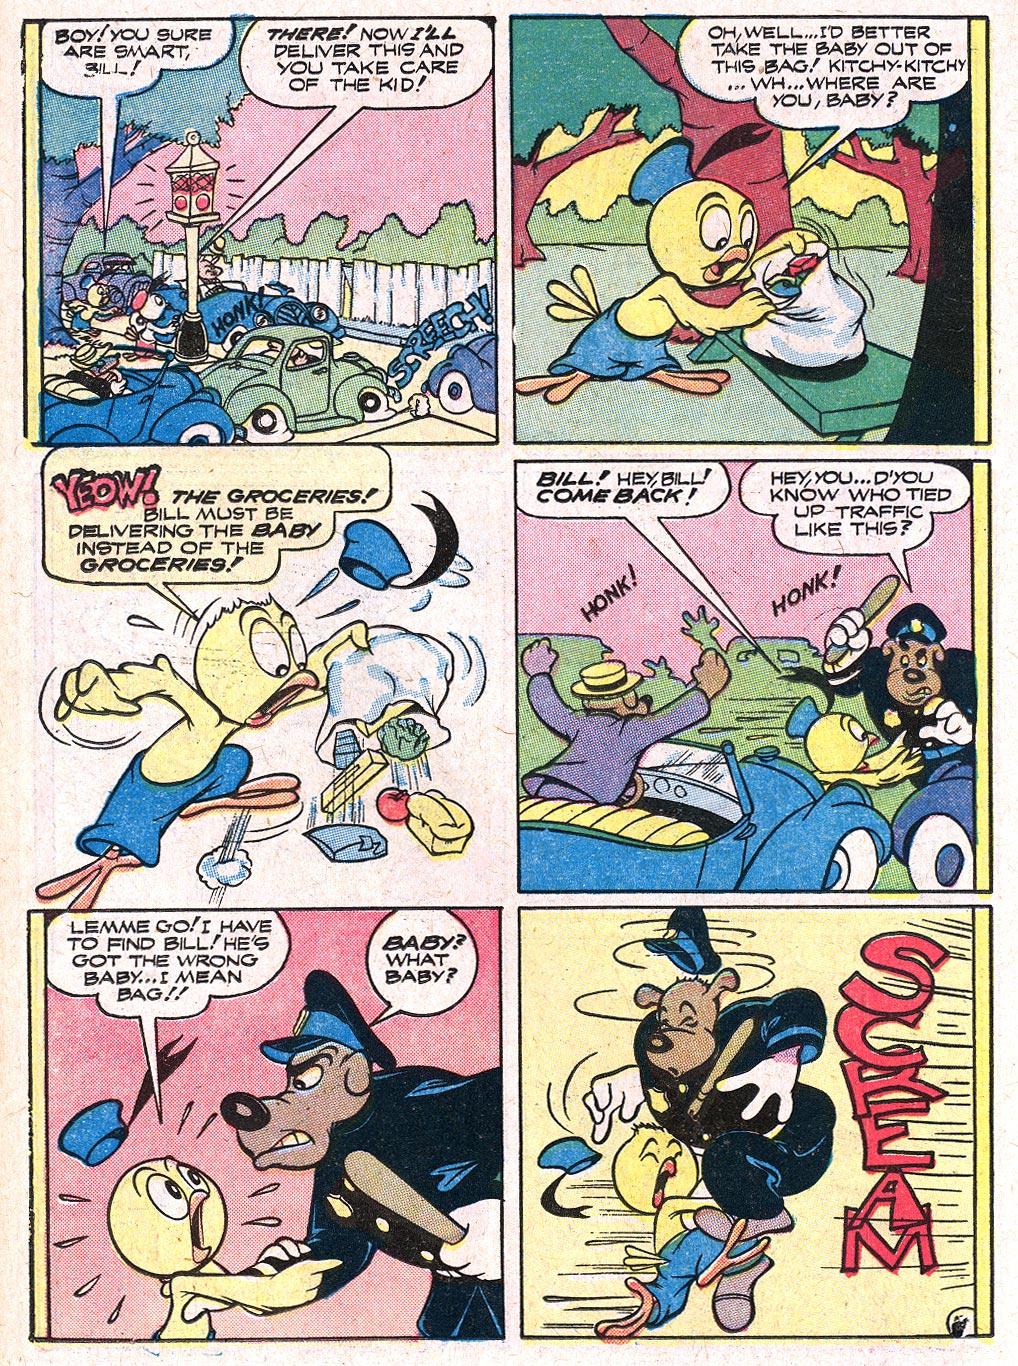 BOY! YOU SURE
ARE SMART,
BILL!
THERE! NOW I'LL
DELIVER THIS AND
YOU TAKE CARE
OF THE KID!
HONK!
SCREECH!
OH, WELL...I'D BETTER
TAKE THE BABY OUT OF
THIS BAG! KITCHY-KITCHY
...WH...WHERE ARE
YOU, BABY?
YEOW! THE GROCERIES!
BILL MUST BE
DELIVERING THE BABY
INSTEAD OF THE
GROCERIES!
BILL! HEY, BILL!
COME BACK!
HEY, YOU...D'YOU
KNOW WHO TIED
UP TRAFFIC
LIKE THIS?
HONK!
HONK!
LEMME GO! I HAVE
TO FIND BILL! HE'S
GOT THE WRONG
BABY...I MEAN
BAG!!
BABY?
WHAT
BABY?
SCREAM